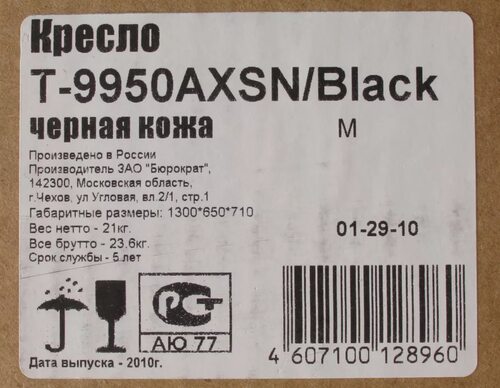 Кресло
T-9950AXSN/Black
черная кожа M
Произведено в России
Производитель ЗАО "Бюрократ",
142300, Московская область,
г.Чехов, ул Угловая, вл.2/1, стр.1
Габаритные размеры: 1300*650*710
Вес нетто - 21кг.
Все брутто - 23,6кг.
Срок службы - 5 лет
01-29-10
РСТ
АЮ 77
4 607100 128960
Дата выпуска - 2010г.